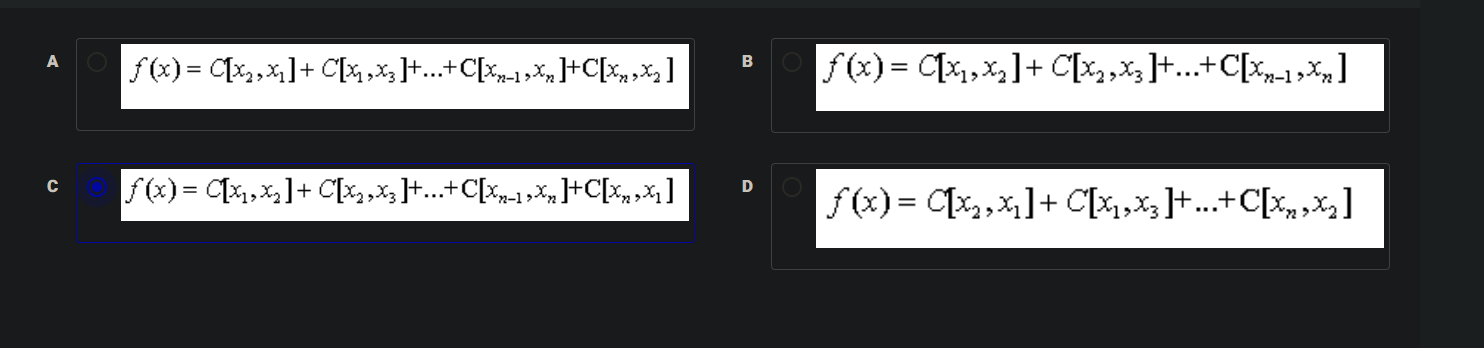 A f(x) = C[x₂,x₁]+ C[x₁,x₃]+...+C[xₙ₋₁,xₙ]+C[xₙ,x₂]
B f(x) = C[x₁,x₂]+ C[x₂,x₃]+...+C[xₙ₋₁,xₙ]
C f(x) = C[x₁,x₂]+ C[x₂,x₃]+...+C[xₙ₋₁,xₙ]+C[xₙ,x₁]
D f(x) = C[x₂,x₁]+ C[x₁,x₃]+...+C[xₙ,x₂]